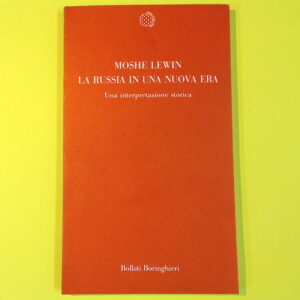 MOSHE LEWIN
LA RUSSIA IN UNA NUOVA ERA
Una interpretazione storica
Bollati Boringhieri